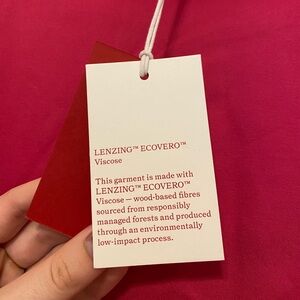 LENZING™ ECOVERO™
Viscose
This garment is made with
LENZING™ ECOVERO™
Viscose — wood-based fibres
sourced from responsibly
managed forests and produced
through an environmentally
low-impact process.